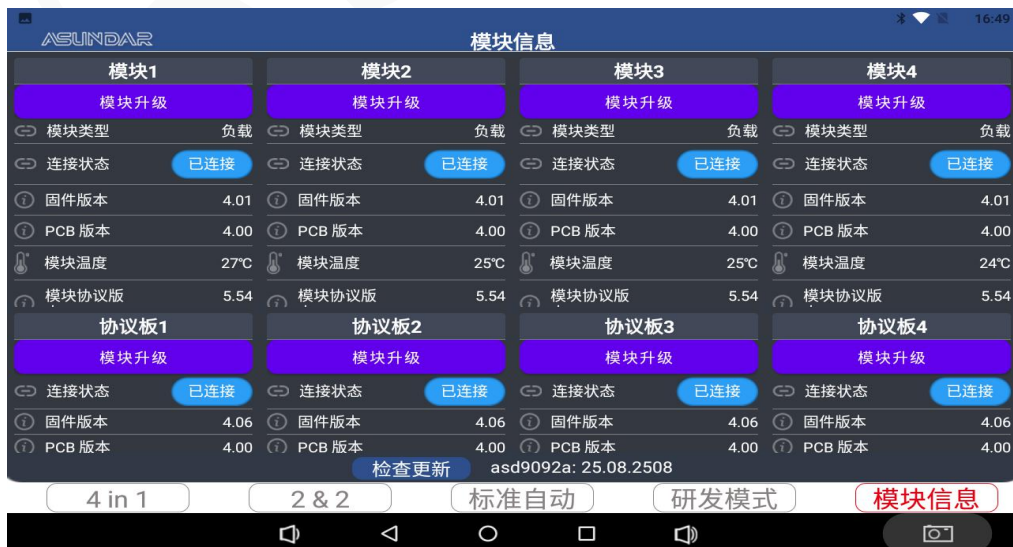 16:49
ASUNDAR
模块信息
模块1 模块2 模块3 模块4
模块升级 模块升级 模块升级 模块升级
模块类型 负载 模块类型 负载 模块类型 负载 模块类型 负载
连接状态 已连接 连接状态 已连接 连接状态 已连接 连接状态 已连接
固件版本 4.01 固件版本 4.01 固件版本 4.01 固件版本 4.01
PCB 版本 4.00 PCB 版本 4.00 PCB 版本 4.00 PCB 版本 4.00
模块温度 27℃ 模块温度 25℃ 模块温度 25℃ 模块温度 24℃
模块协议版 5.54 模块协议版 5.54 模块协议版 5.54 模块协议版 5.54
协议板1 协议板2 协议板3 协议板4
模块升级 模块升级 模块升级 模块升级
连接状态 已连接 连接状态 已连接 连接状态 已连接 连接状态 已连接
固件版本 4.06 固件版本 4.06 固件版本 4.06 固件版本 4.06
PCB 版本 4.00 PCB 版本 4.00 PCB 版本 4.00 PCB 版本 4.00
检查更新 asd9092a: 25.08.2508
4 in 1 2 & 2 标准自动 研发模式 模块信息